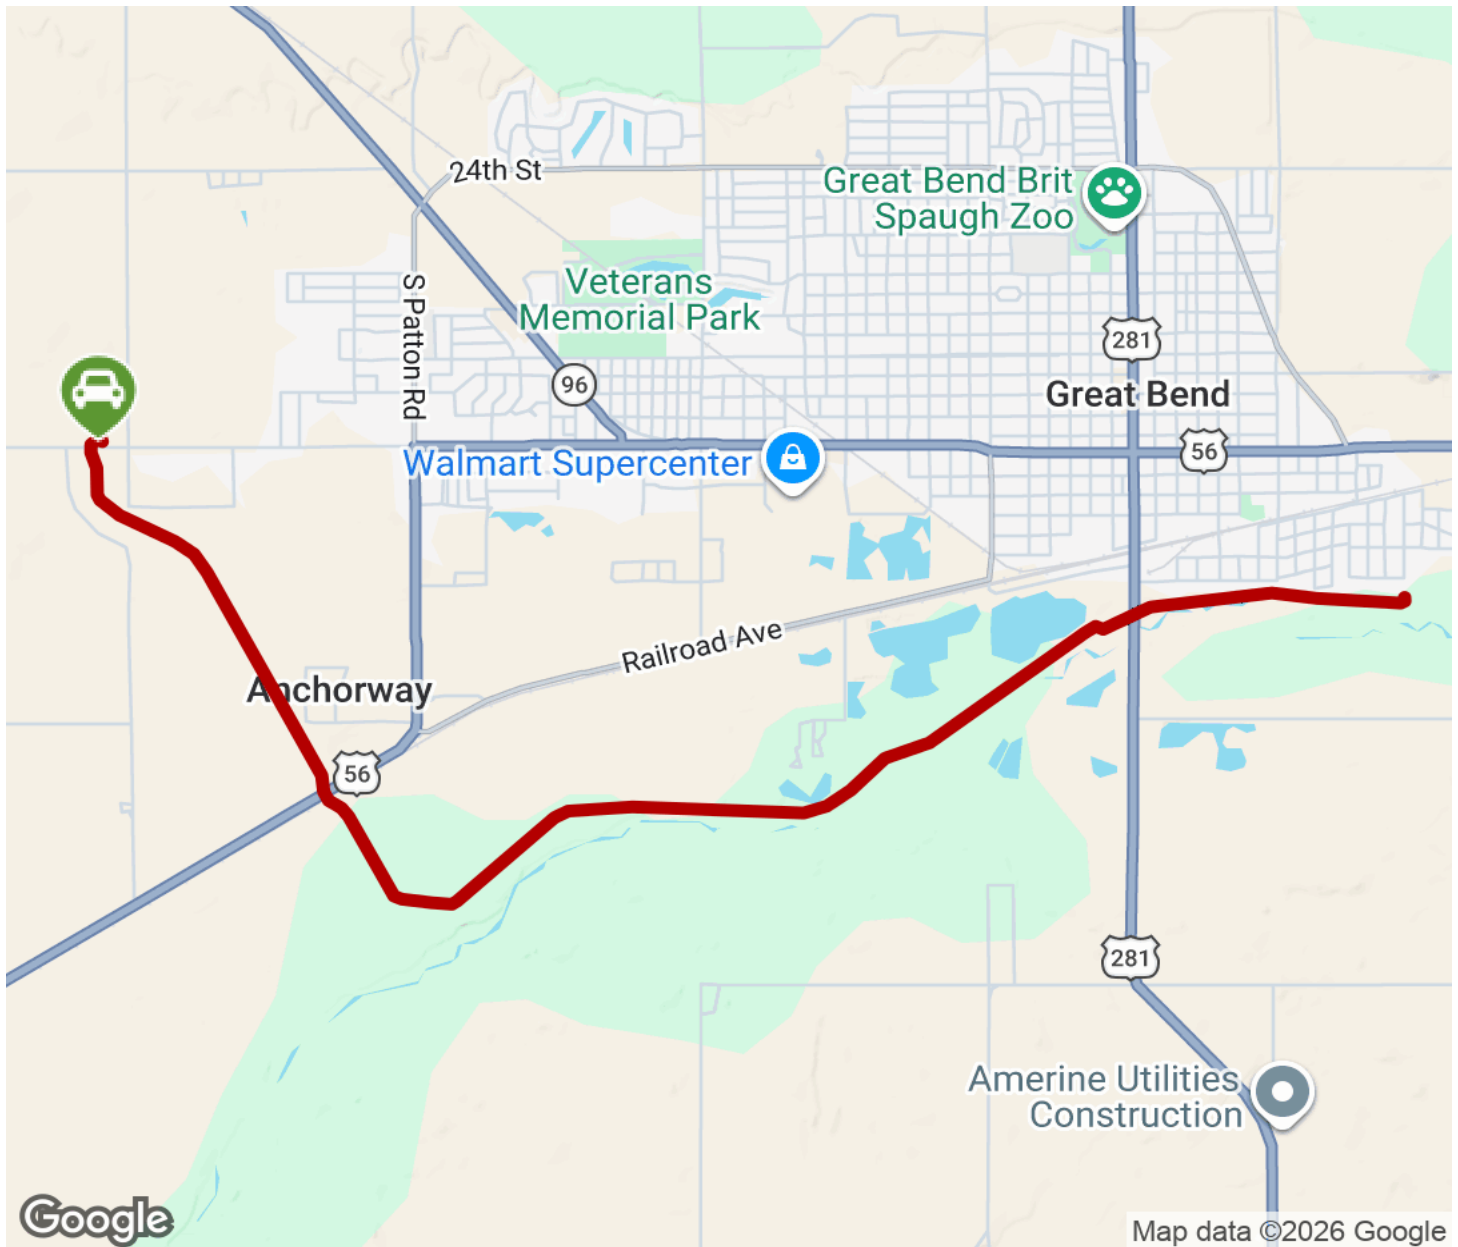 24th St
Great Bend Brit
Spaugh Zoo
S Patton Rd
Veterans
Memorial Park
281
96
Great Bend
Walmart Supercenter
56
Railroad Ave
Anchorway
56
281
Amerine Utilities
Construction
Google
Map data ©2026 Google